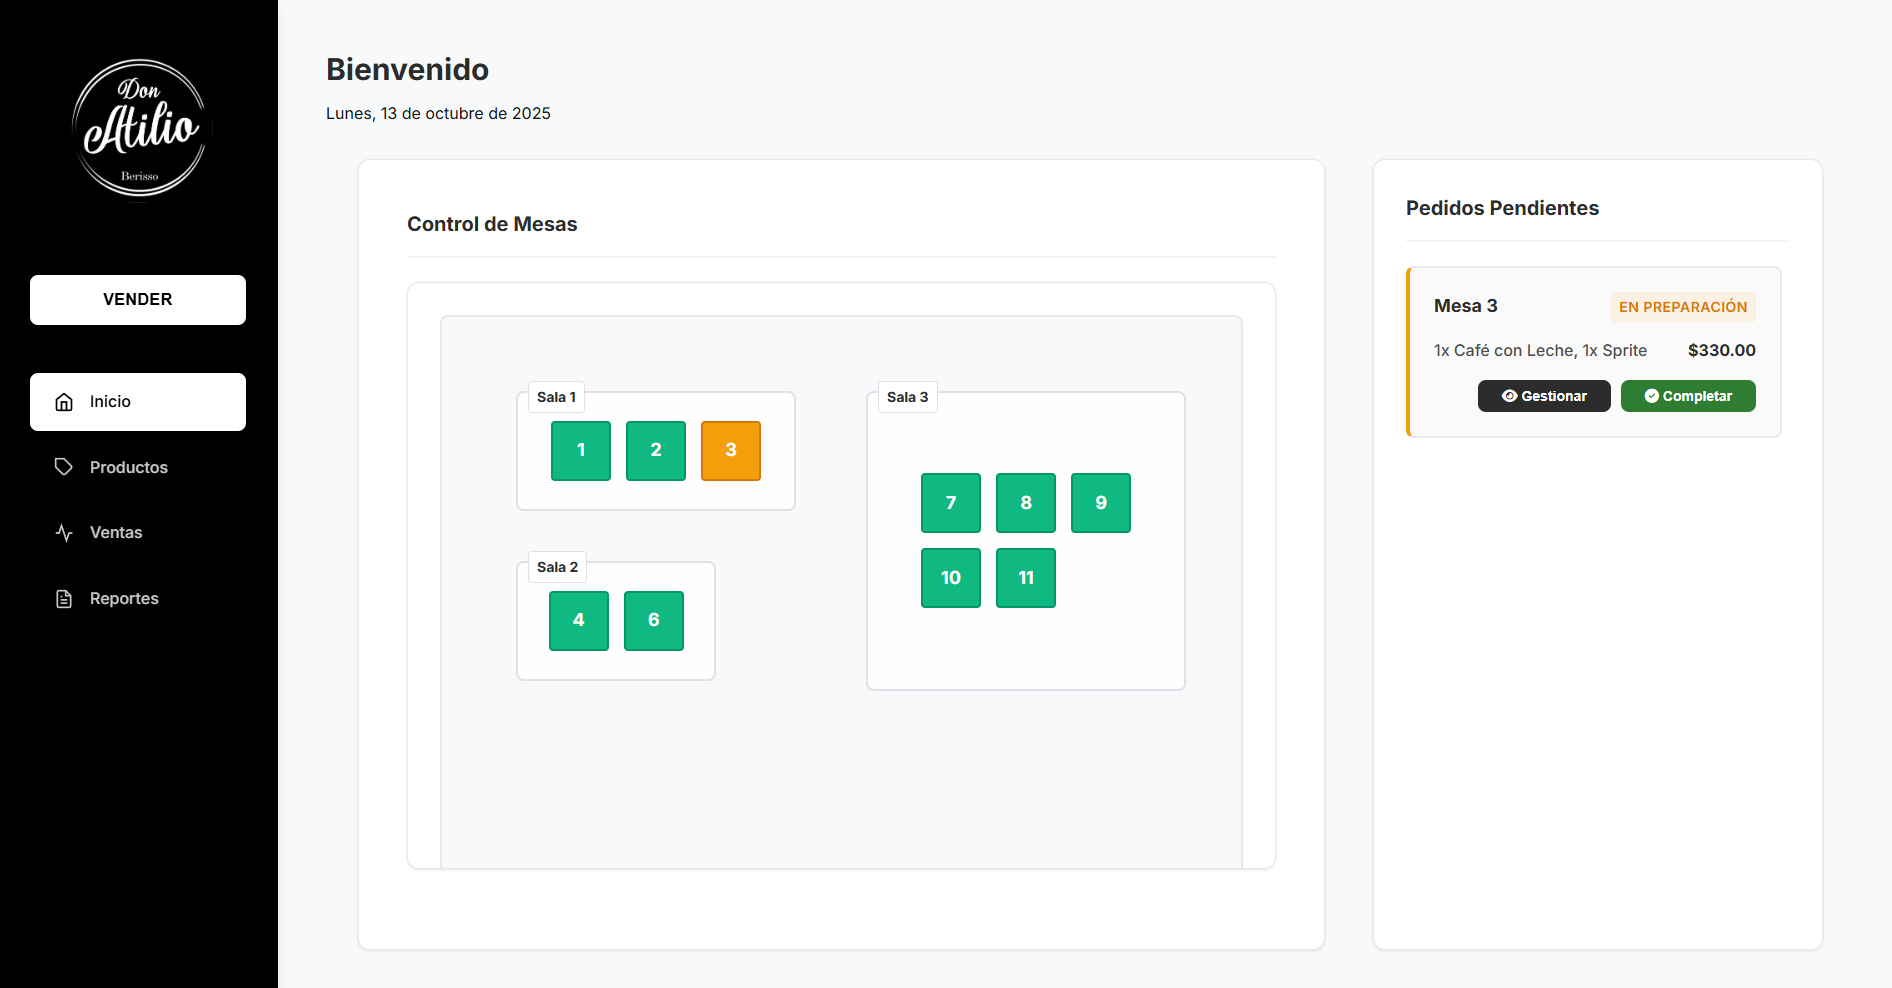 Don
Atilio
Berisso
VENDER
Inicio
Productos
Ventas
Reportes
Bienvenido
Lunes, 13 de octubre de 2025
Control de Mesas
Sala 1
1 2 3
Sala 2
4 6
Sala 3
7 8 9
10 11
Pedidos Pendientes
Mesa 3 EN PREPARACIÓN
1x Café con Leche, 1x Sprite $330.00
Gestionar Completar